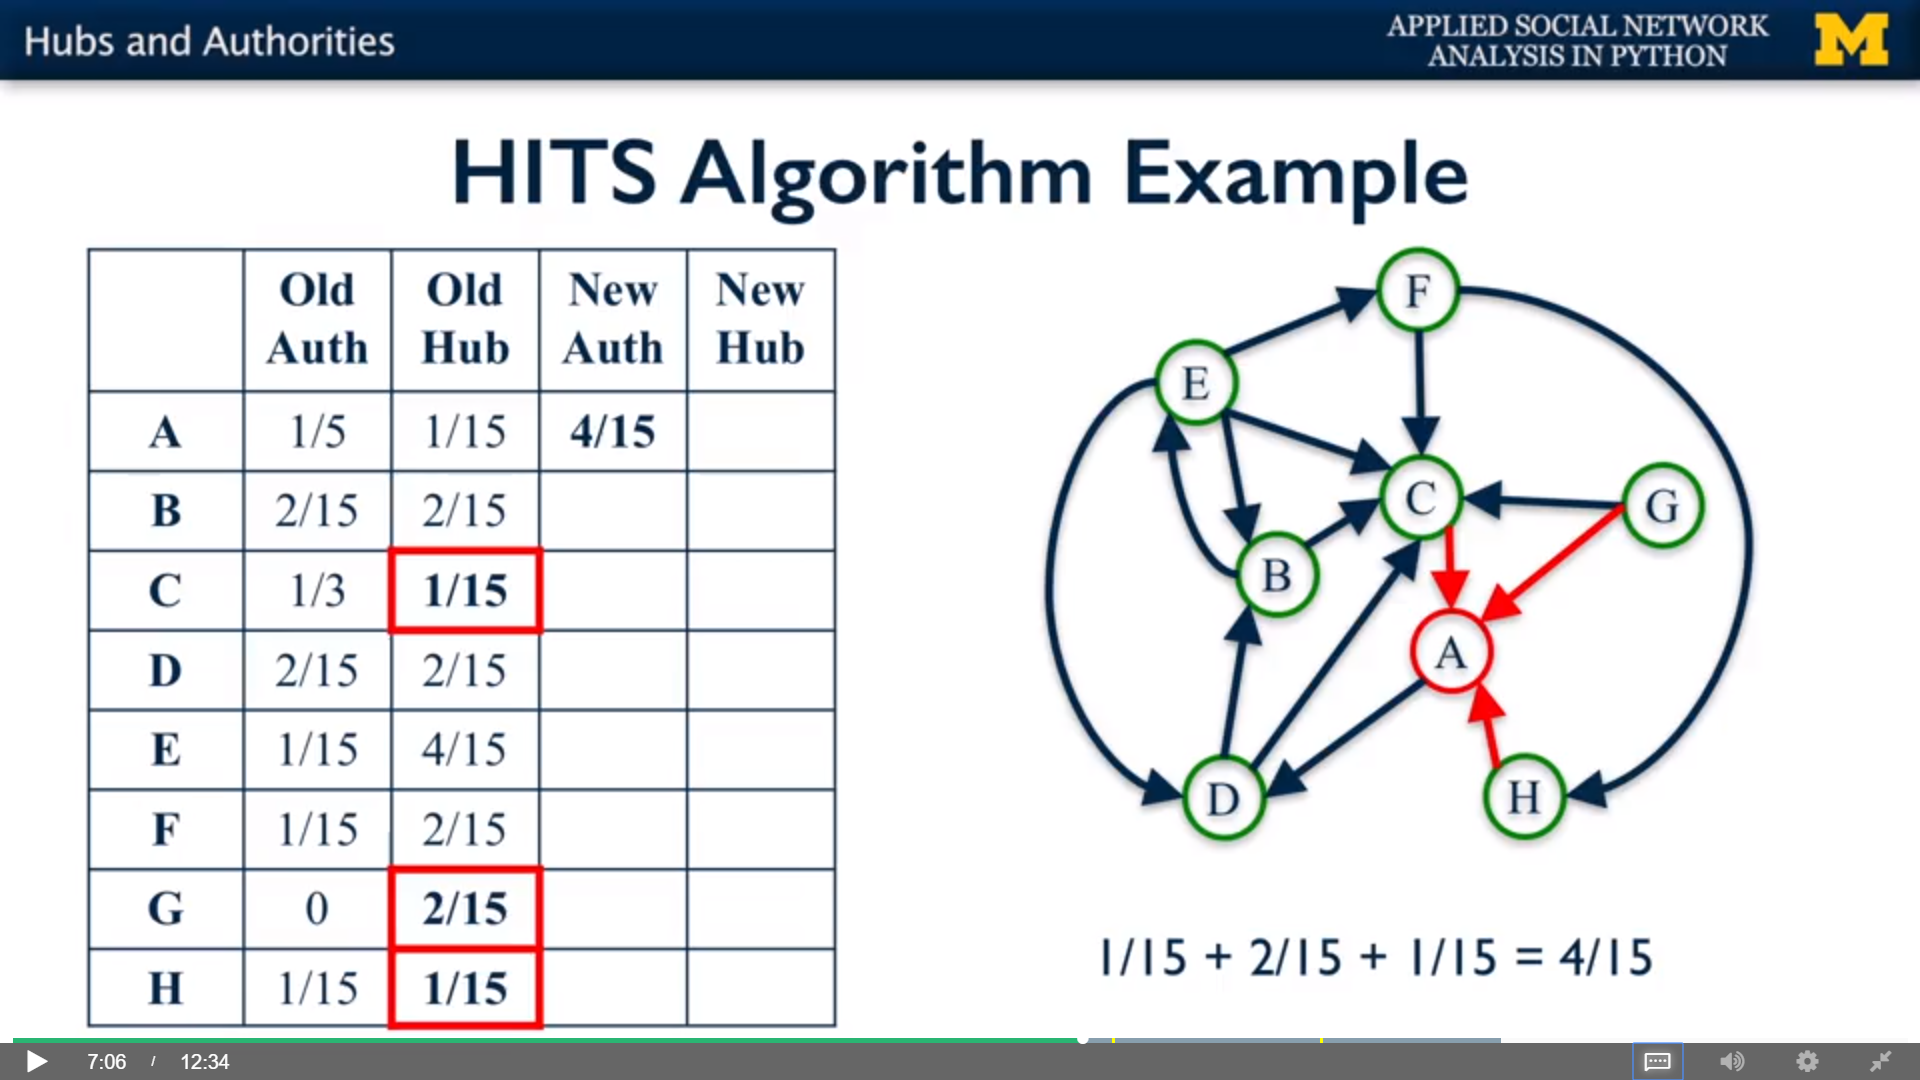 Hubs and Authorities
APPLIED SOCIAL NETWORK
ANALYSIS IN PYTHON
M
HITS Algorithm Example
Old Auth Old Hub New Auth New Hub
A 1/5 1/15 4/15
B 2/15 2/15
C 1/3 1/15
D 2/15 2/15
E 1/15 4/15
F 1/15 2/15
G 0 2/15
H 1/15 1/15
F
E
C
G
B
A
D
H
1/15 + 2/15 + 1/15 = 4/15
7:06 / 12:34